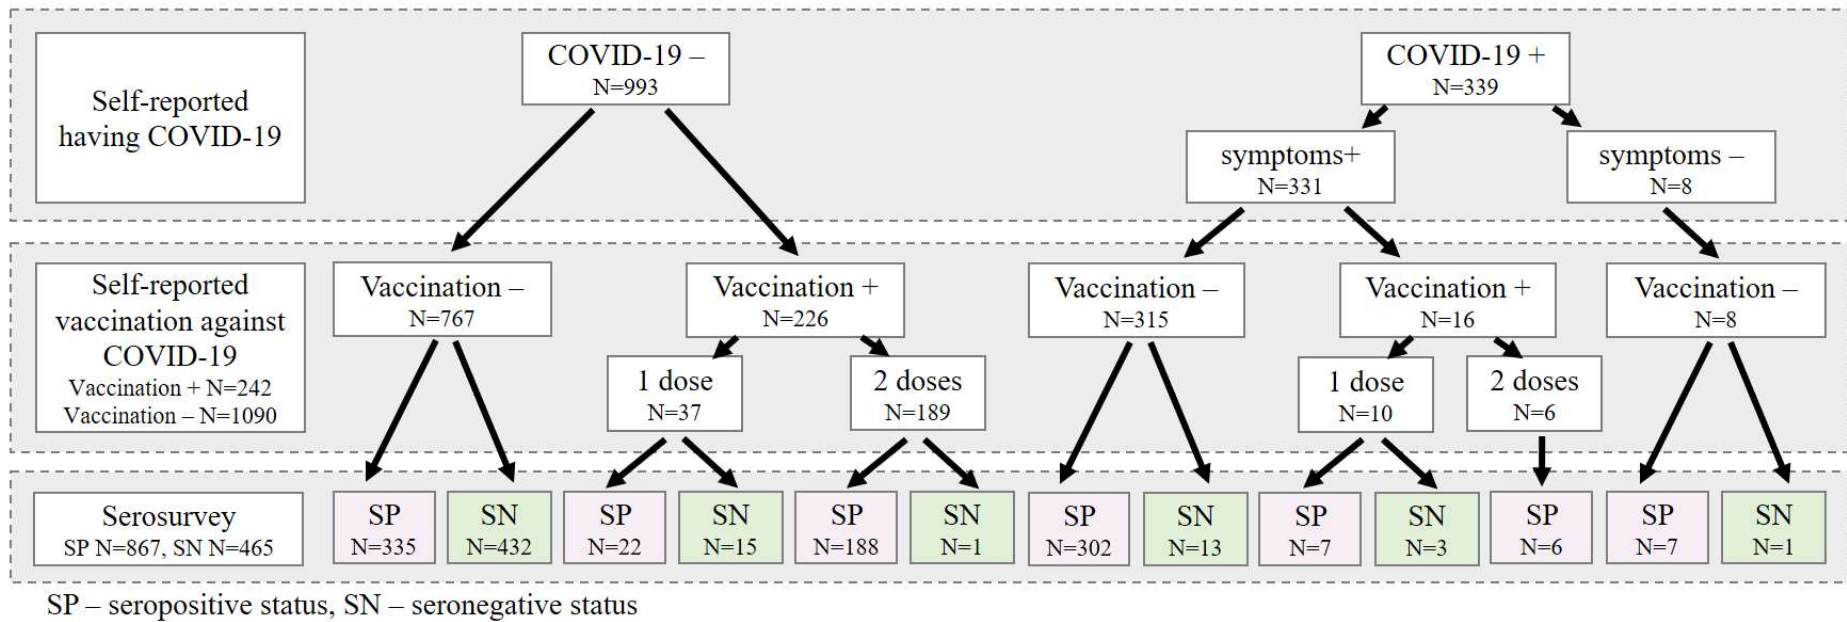 Self-reported
having COVID-19
COVID-19 –
N=993
COVID-19 +
N=339
symptoms+
N=331
symptoms –
N=8
Self-reported
vaccination against
COVID-19
Vaccination + N=242
Vaccination – N=1090
Vaccination –
N=767
Vaccination +
N=226
1 dose
N=37
2 doses
N=189
Vaccination –
N=315
Vaccination +
N=16
1 dose
N=10
2 doses
N=6
Vaccination –
N=8
Serosurvey
SP N=867, SN N=465
SP
N=335
SN
N=432
SP
N=22
SN
N=15
SP
N=188
SN
N=1
SP
N=302
SN
N=13
SP
N=7
SN
N=3
SP
N=6
SP
N=7
SN
N=1
SP – seropositive status, SN – seronegative status